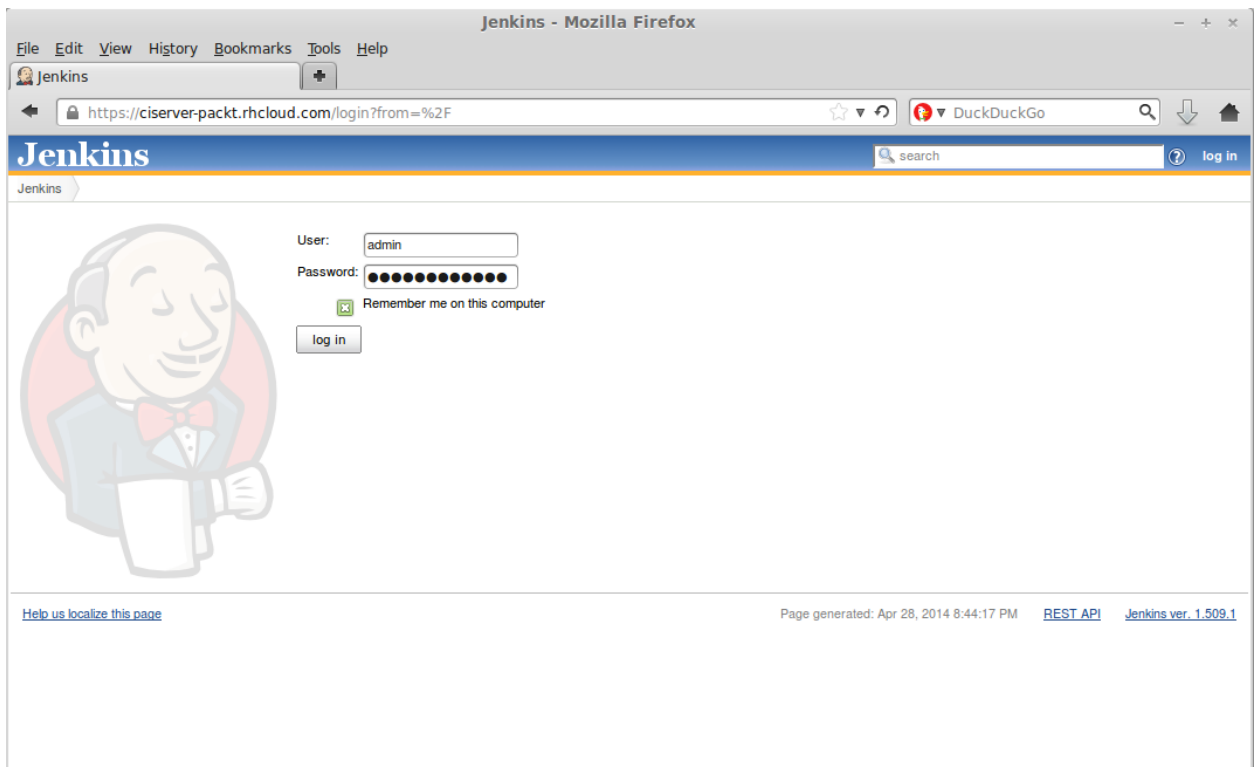 Jenkins - Mozilla Firefox
File Edit View History Bookmarks Tools Help
Jenkins
https://ciserver-packt.rhcloud.com/login?from=%2F DuckDuckGo
Jenkins search log in
Jenkins
User: admin
Password: ●●●●●●●●●●●●
Remember me on this computer
log in
Help us localize this page Page generated: Apr 28, 2014 8:44:17 PM REST API Jenkins ver. 1.509.1